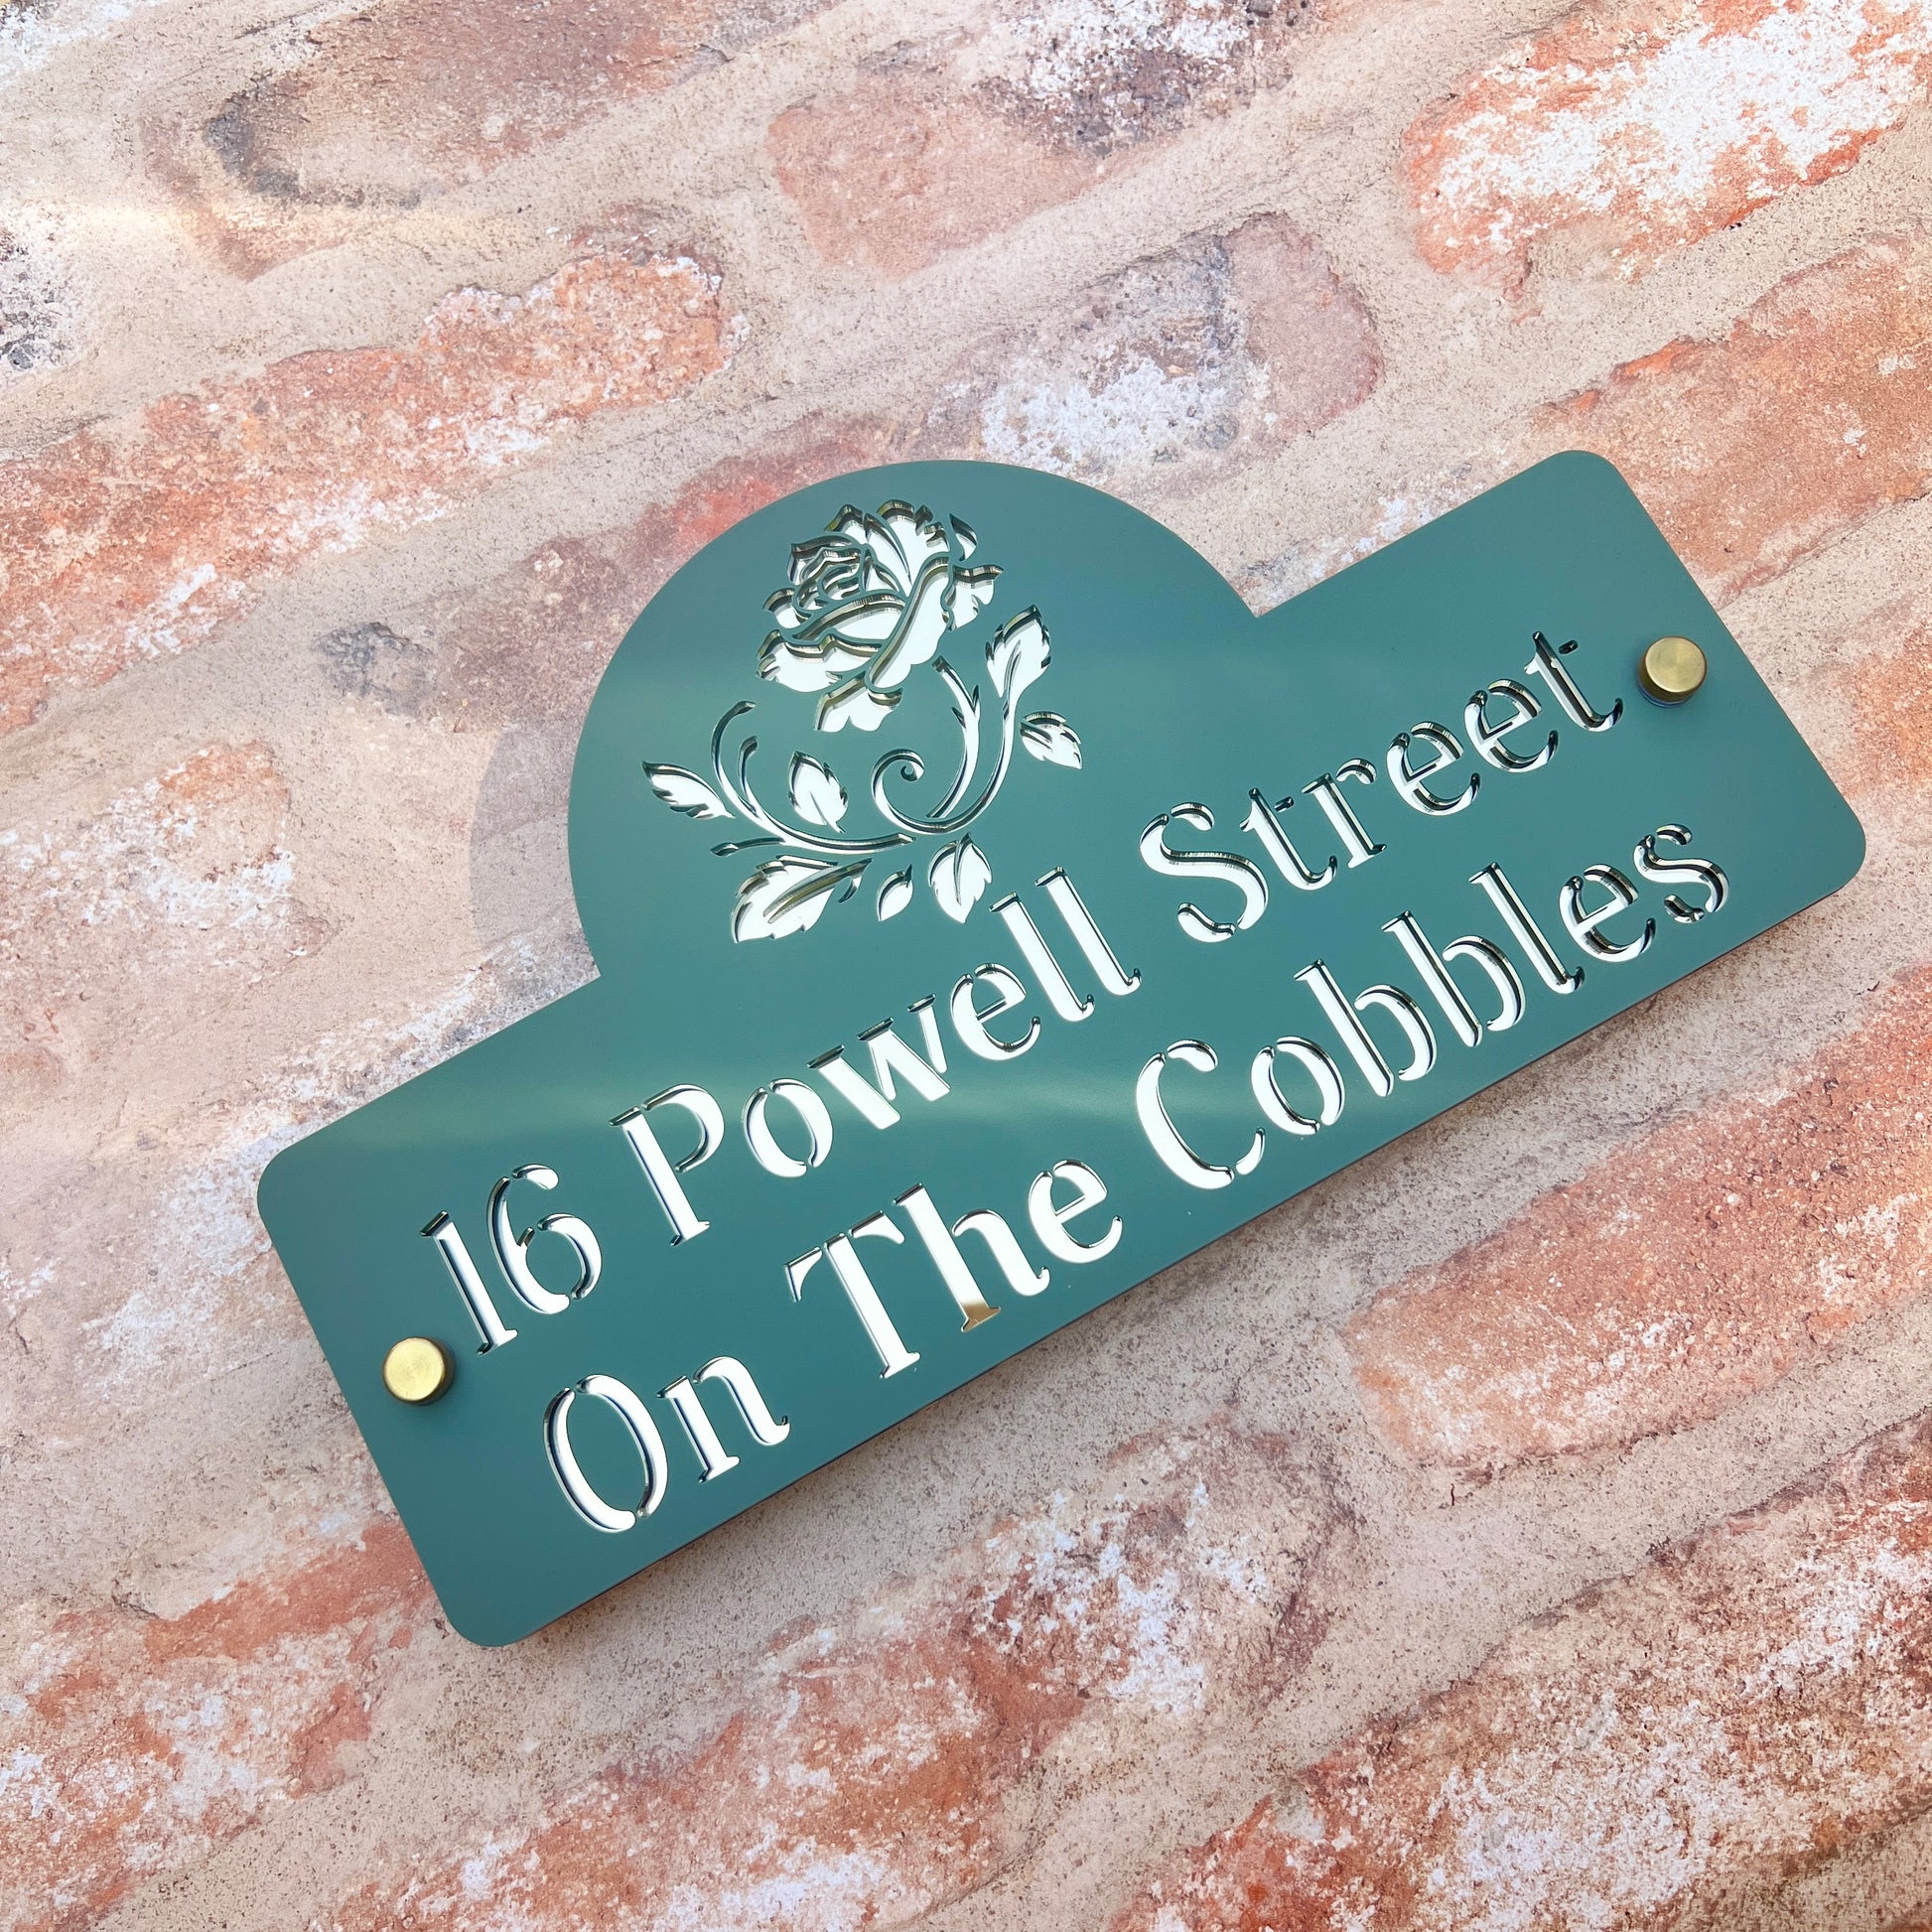 16 Powell Street
On The Cobbles